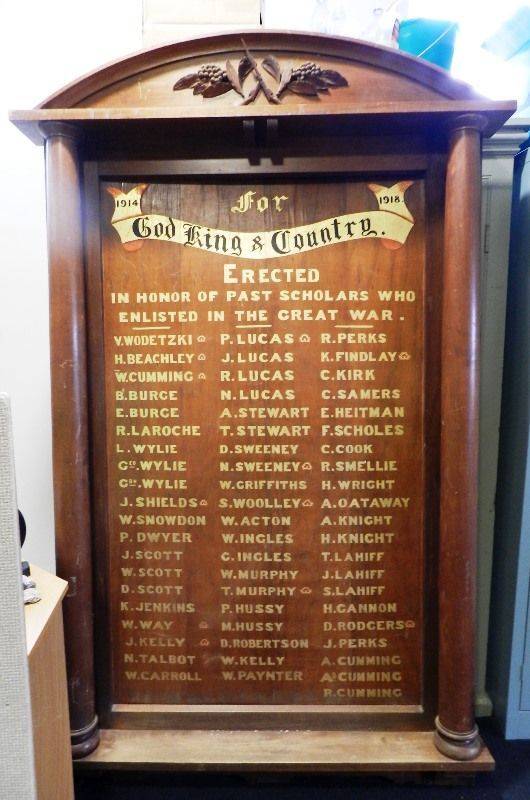 1914
For
1918.
God King & Country.
ERECTED
IN HONOR OF PAST SCHOLARS WHO
ENLISTED IN THE GREAT WAR.
V.WODETZKI
H.BEACHLEY
W.CUMMING
B.BURGE
E.BURGE
R.LAROCHE
L.WYLIE
Go.WYLIE
Gr.WYLIE
J.SHIELDS
W.SNOWDON
P.DWYER
J.SCOTT
W.SCOTT
D.SCOTT
K.JENKINS
W.WAY
J.KELLY
N.TALBOT
W.CARROLL
P.LUCAS
J.LUCAS
R.LUCAS
N.LUCAS
A.STEWART
T.STEWART
D.SWEENEY
N.SWEENEY
W.GRIFFITHS
S.WOOLLEY
W.ACTON
W.INGLES
G.INGLES
W.MURPHY
T.MURPHY
P.HUSSY
M.HUSSY
D.ROBERTSON
W.KELLY
W.PAYNTER
R.PERKS
K.FINDLAY
C.KIRK
C.SAMERS
E.HEITMAN
F.SCHOLES
C.COOK
R.SMELLIE
H.WRIGHT
A.OATAWAY
A.KNIGHT
H.KNIGHT
T.LAHIFF
J.LAHIFF
S.LAHIFF
H.GANNON
D.RODGERS
J.PERKS
A.CUMMING
CUMMING
R.CUMMING